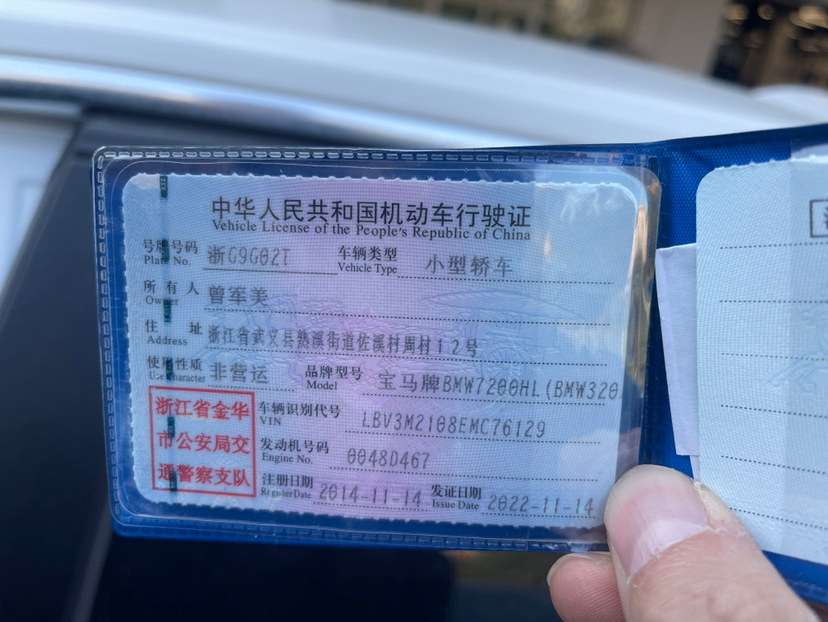 中华人民共和国机动车行驶证
Vehicle License of the People's Republic of China
号牌号码 浙G9G02T 车辆类型 小型轿车
Plate No. Vehicle Type
所有人 曾军美
Owner
住址 浙江省武义县熟溪街道佐溪村周村12号
Address
使用性质 非营运 品牌型号 宝马牌BMW7200HL(BMW320
Use Character Model
浙江省金华
市公安局交
通警察支队
车辆识别代号 LBV3M2108EMC76129
VIN
发动机号码 0048D467
Engine No.
注册日期 2014-11-14 发证日期 2022-11-14
Register Date Issue Date